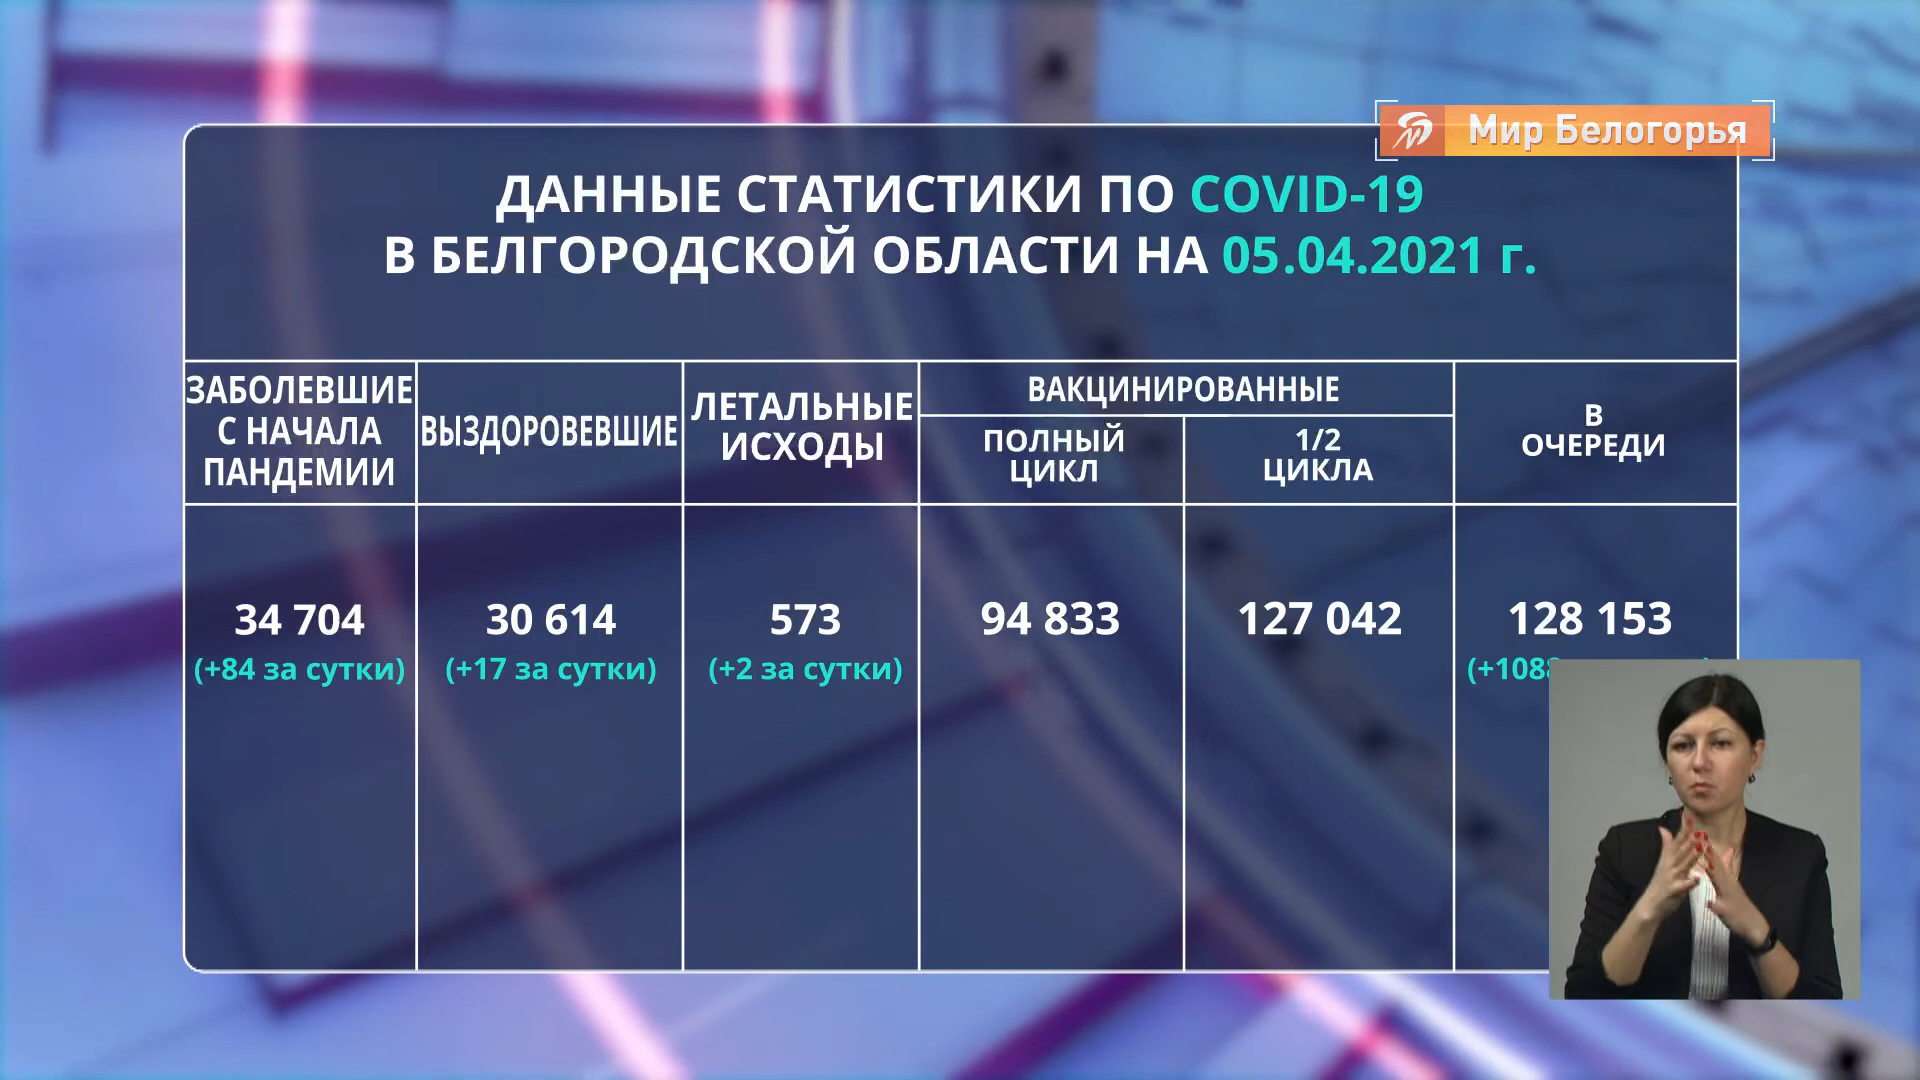 Мир Белогорья
ДАННЫЕ СТАТИСТИКИ ПО COVID-19
В БЕЛГОРОДСКОЙ ОБЛАСТИ НА 05.04.2021 г.
ЗАБОЛЕВШИЕ
С НАЧАЛА
ПАНДЕМИИ
ВЫЗДОРОВЕВШИЕ
ЛЕТАЛЬНЫЕ
ИСХОДЫ
ВАКЦИНИРОВАННЫЕ
ПОЛНЫЙ
ЦИКЛ
1/2
ЦИКЛА
В
ОЧЕРЕДИ
34 704
30 614
573
94 833
127 042
128 153
(+84 за сутки)
(+17 за сутки)
(+2 за сутки)